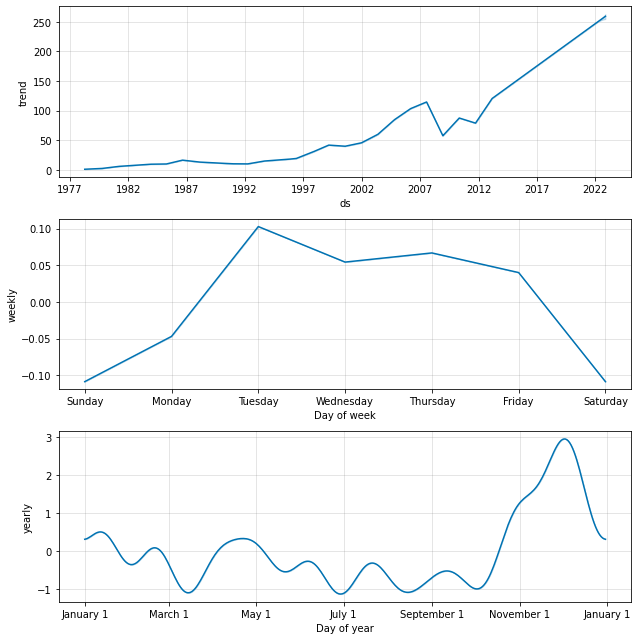 250
200
150
100
50
0
trend
1977 1982 1987 1992 1997 2002 2007 2012 2017 2022
ds
0.10
0.05
0.00
−0.05
−0.10
weekly
Sunday Monday Tuesday Wednesday Thursday Friday Saturday
Day of week
3
2
1
0
−1
yearly
January 1 March 1 May 1 July 1 September 1 November 1 January 1
Day of year